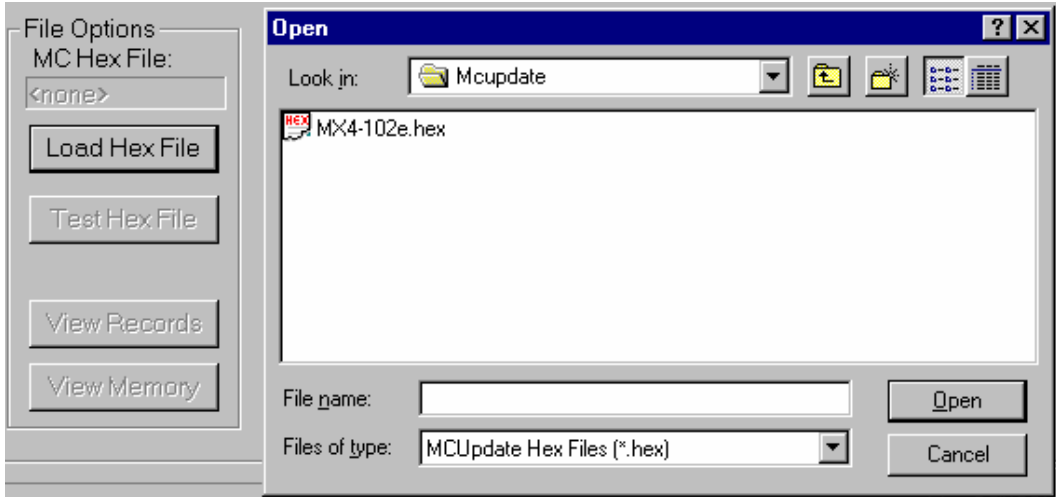 File Options
MC Hex File:
<none>
Load Hex File
Test Hex File
View Records
View Memory
Open
Look in:
Mcupdate
HEX
MX4-102e.hex
File name:
Open
Files of type:
MCUpdate Hex Files (*.hex)
Cancel